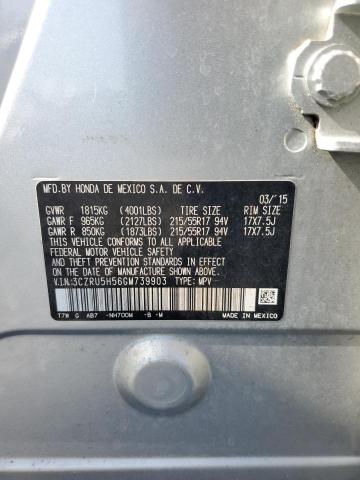 MFD.BY HONDA DE MEXICO S.A. DE C.V.
03/'15
GVWR 1815KG (4001LBS) TIRE SIZE RIM SIZE
GAWR F 965KG (2127LBS) 215/55R17 94V 17X7.5J
GAWR R 850KG (1873LBS) 215/55R17 94V 17X7.5J
THIS VEHICLE CONFORMS TO ALL APPLICABLE
FEDERAL MOTOR VEHICLE SAFETY, BUMPER, AND
THEFT PREVENTION STANDARDS IN EFFECT ON THE
DATE OF MANUFACTURE SHOWN ABOVE.
V.I.N:3CZRU5H56GM739903 TYPE: MPV
T7W G AB7 -NH700M -B -M
MADE IN MEXICO